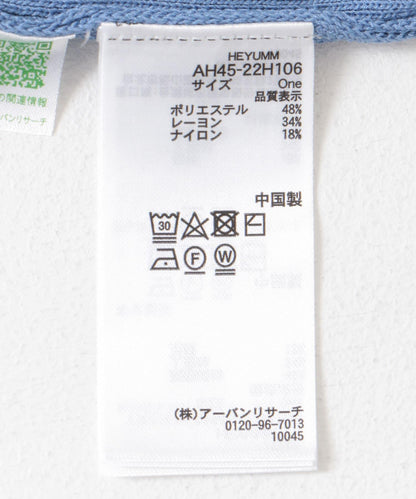 HEYUMM
AH45-22H106
サイズ One
品質表示
ポリエステル 48%
レーヨン 34%
ナイロン 18%
中国製
30
F W
(株)アーバンリサーチ
0120-96-7013
10045
の関連情報
ーバンリサーチ